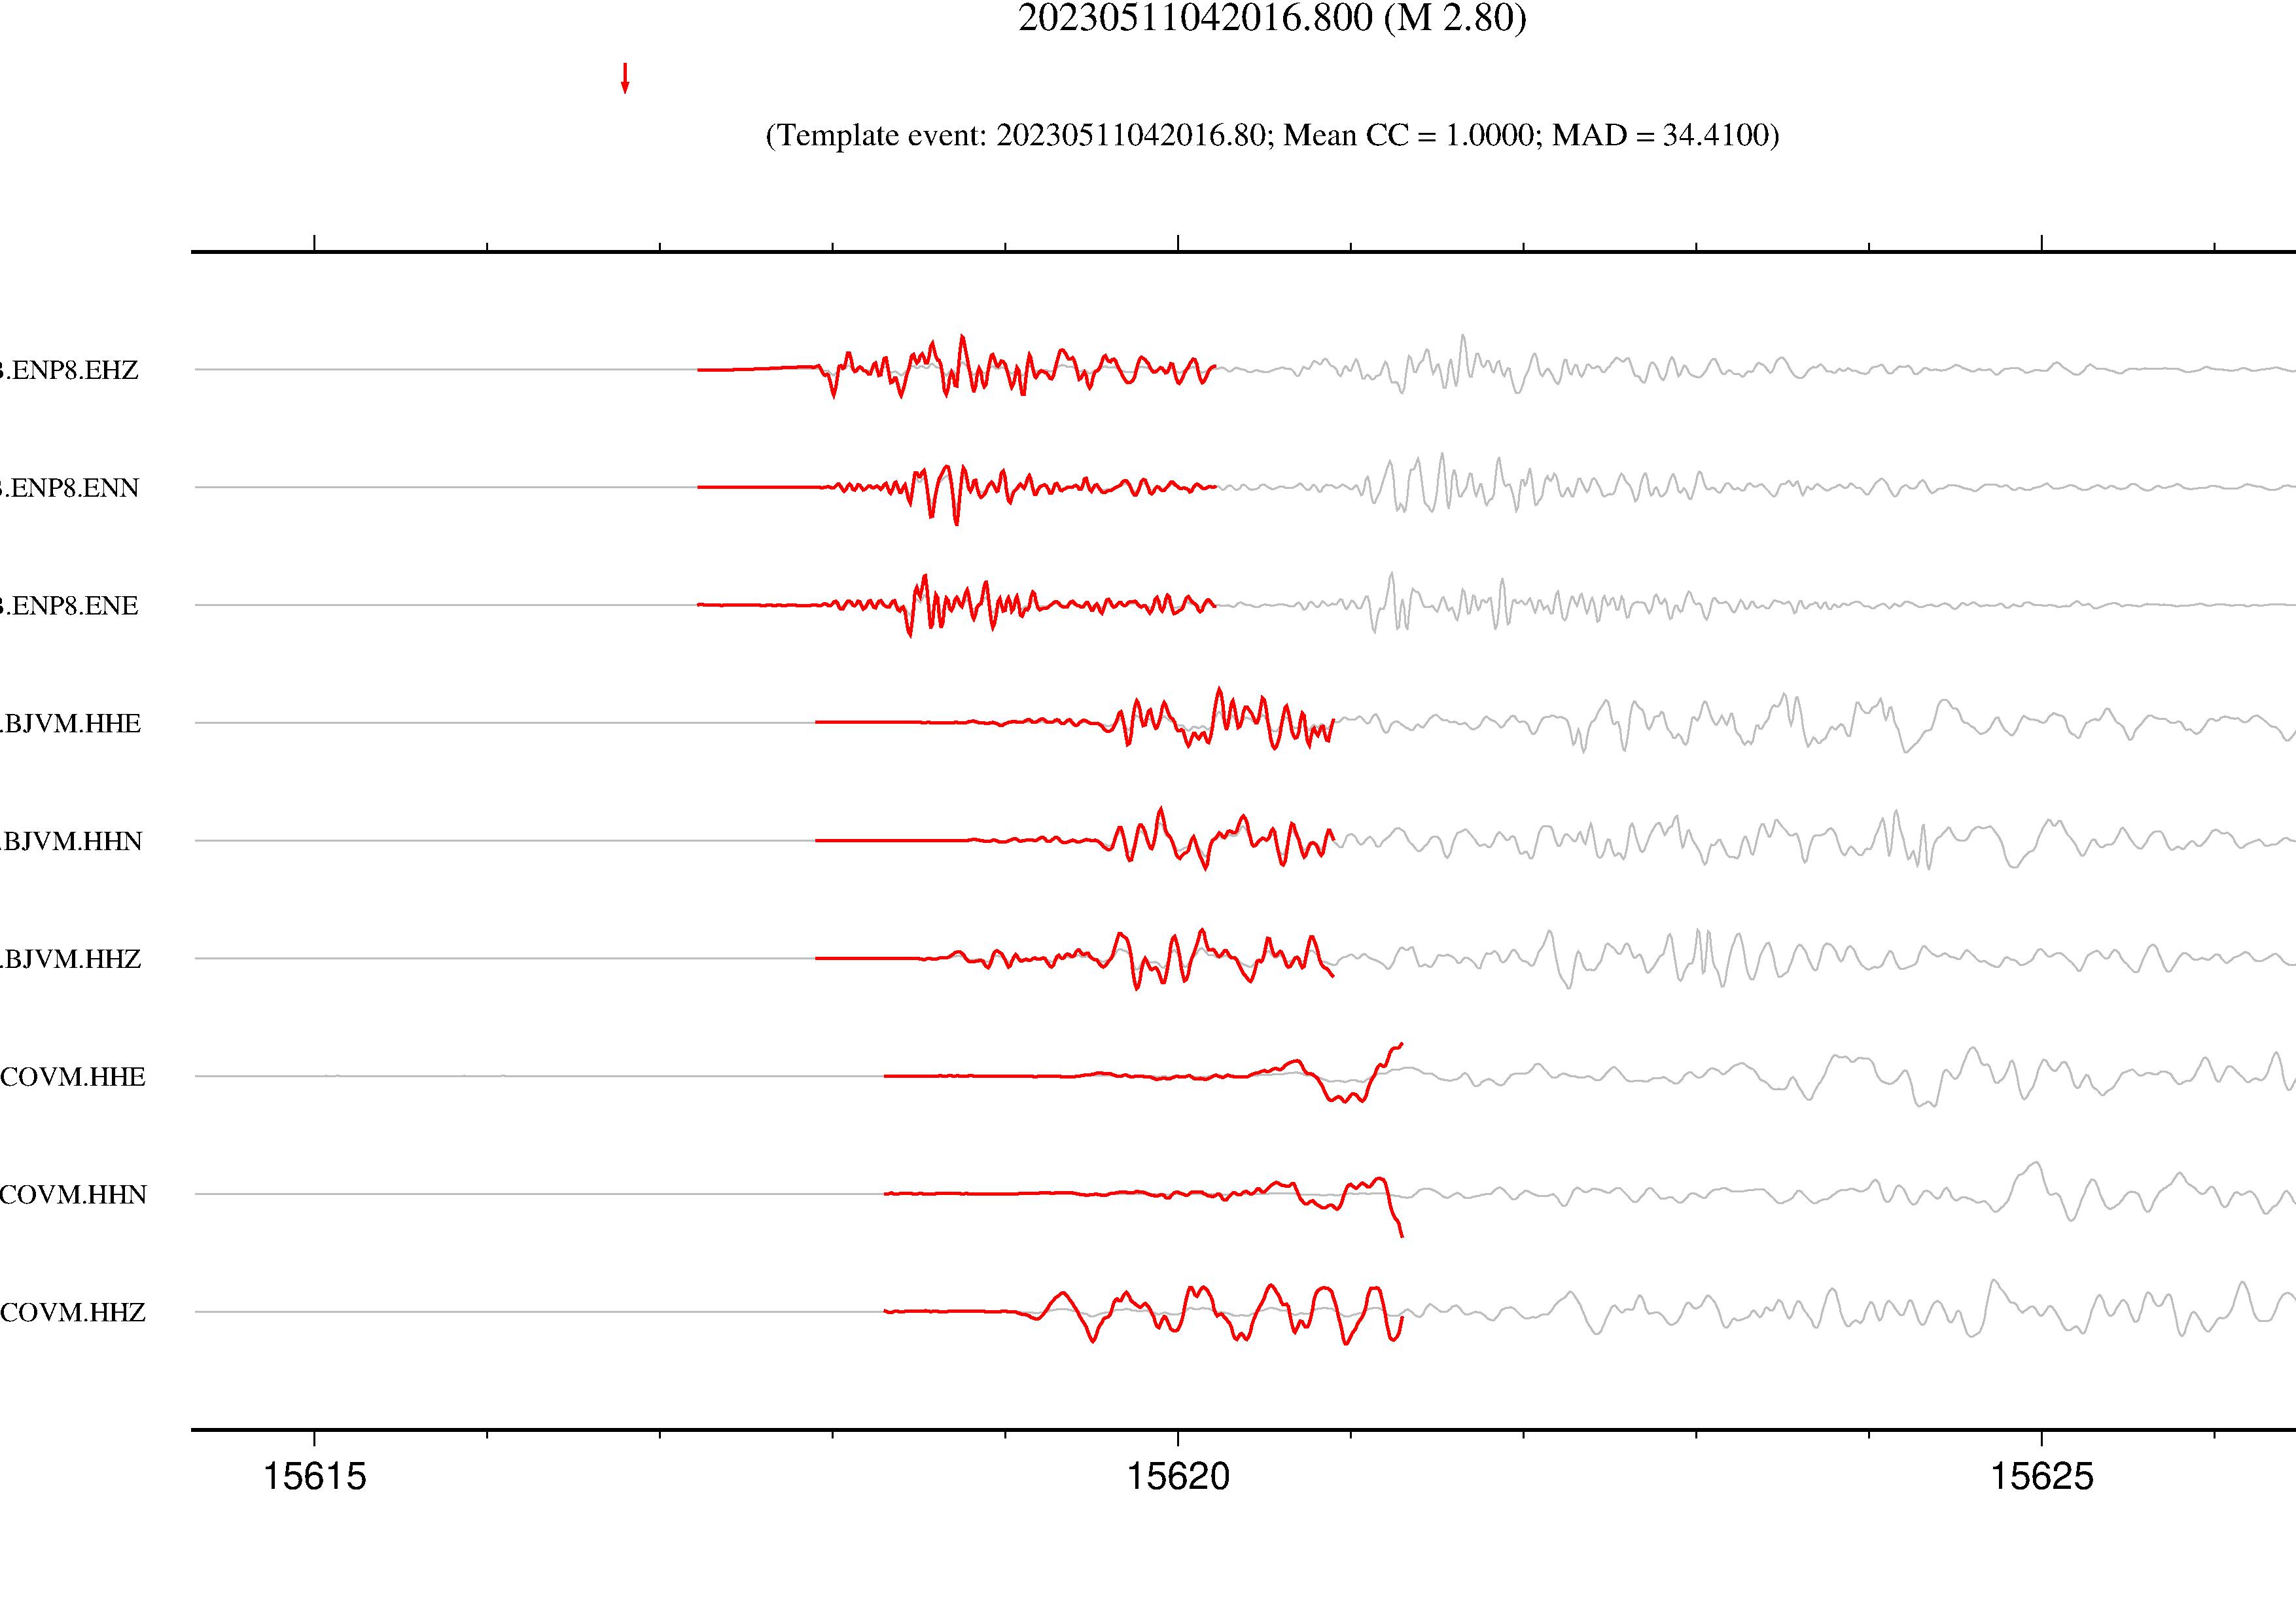 20230511042016.800 (M 2.80)
(Template event: 20230511042016.80; Mean CC = 1.0000; MAD = 34.4100)
.ENP8.EHZ
.ENP8.ENN
.ENP8.ENE
.BJVM.HHE
.BJVM.HHN
.BJVM.HHZ
COVM.HHE
COVM.HHN
COVM.HHZ
15615 15620 15625